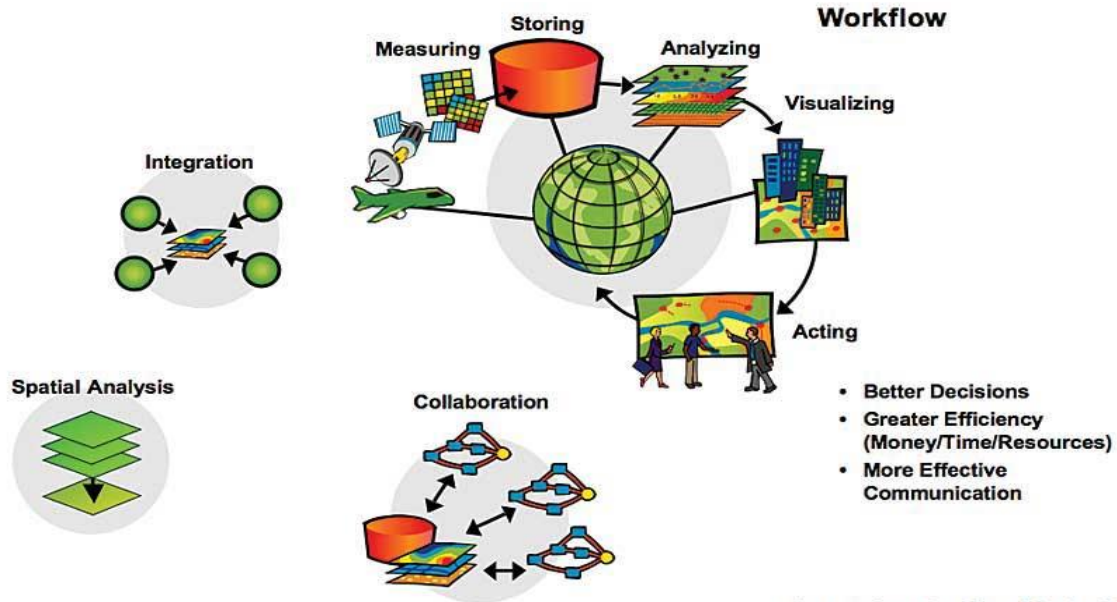 Workflow
Storing
Measuring
Analyzing
Visualizing
Integration
Acting
Spatial Analysis
Collaboration
• Better Decisions
• Greater Efficiency
(Money/Time/Resources)
• More Effective
Communication